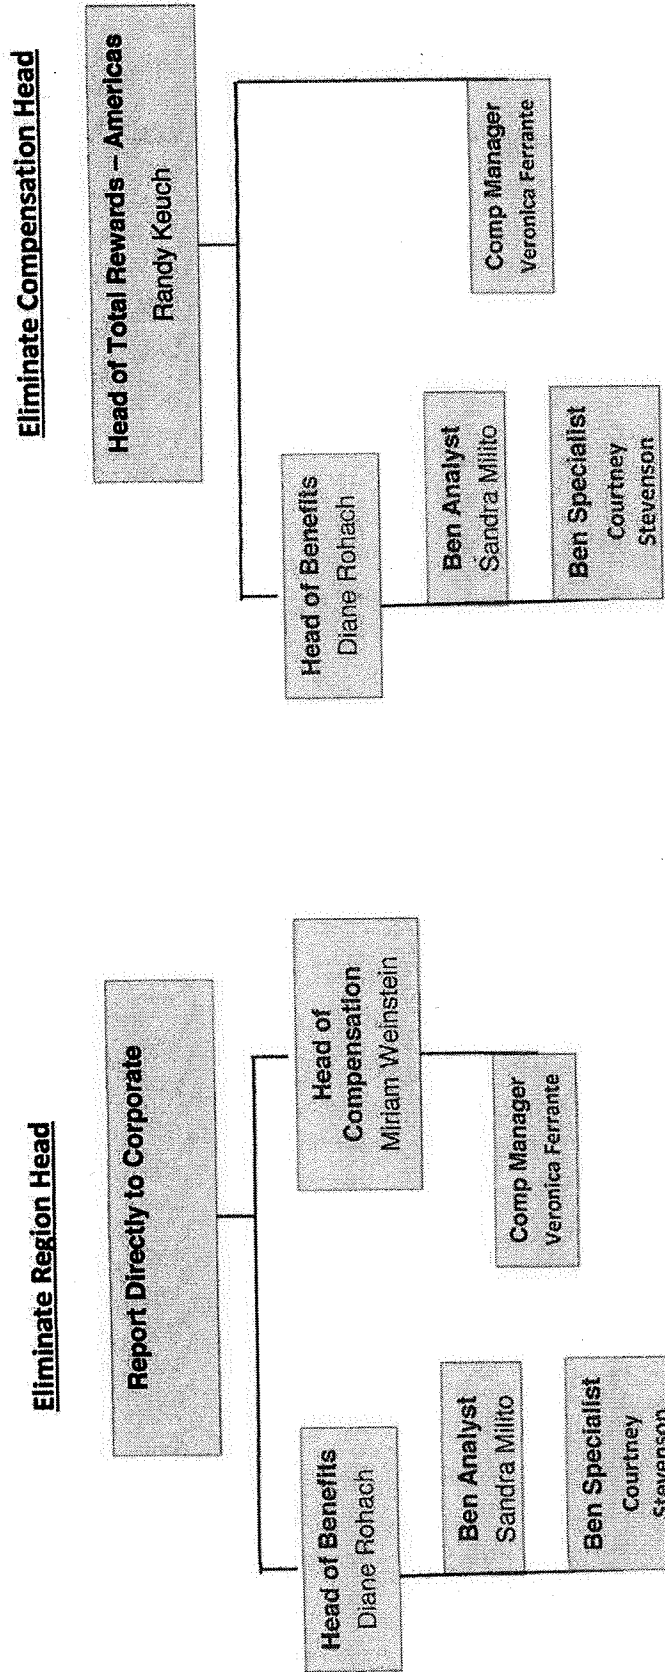 Eliminate Region Head
Report Directly to Corporate
Head of Benefits
Diane Rohach
Head of
Compensation
Miriam Weinstein
Ben Analyst
Sandra Milito
Comp Manager
Veronica Ferrante
Ben Specialist
Courtney
Stevenson
Eliminate Compensation Head
Head of Total Rewards – Americas
Randy Keuch
Head of Benefits
Diane Rohach
Ben Analyst
Sandra Milito
Comp Manager
Veronica Ferrante
Ben Specialist
Courtney
Stevenson